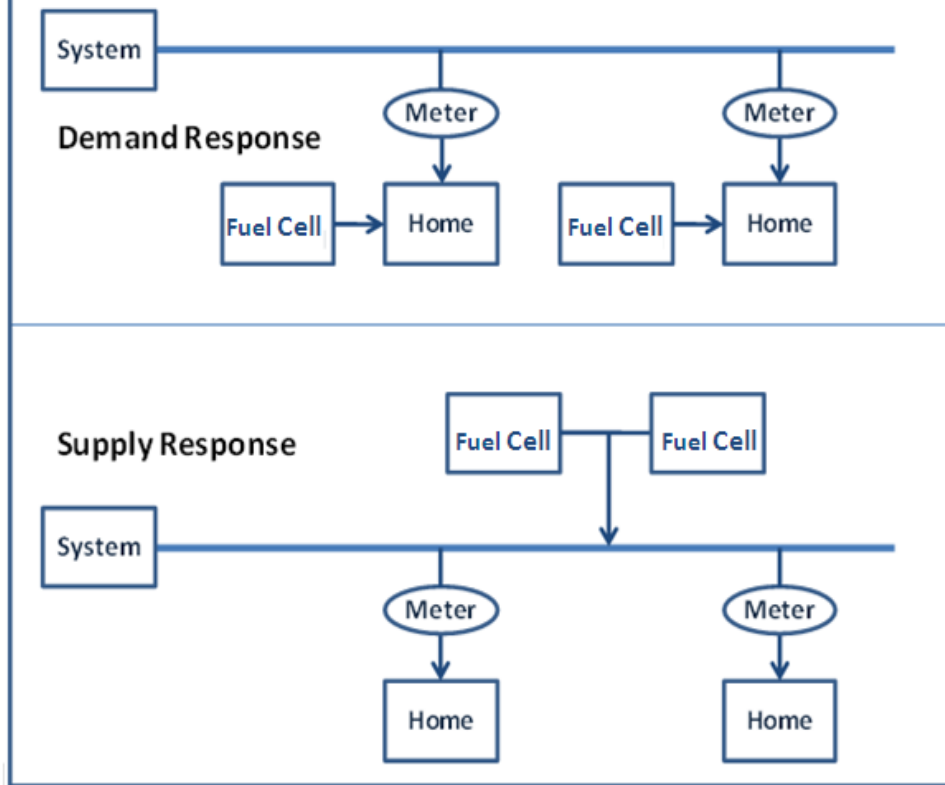 System
Meter
Meter
Demand Response
Fuel Cell
Home
Fuel Cell
Home
Fuel Cell
Fuel Cell
Supply Response
System
Meter
Meter
Home
Home